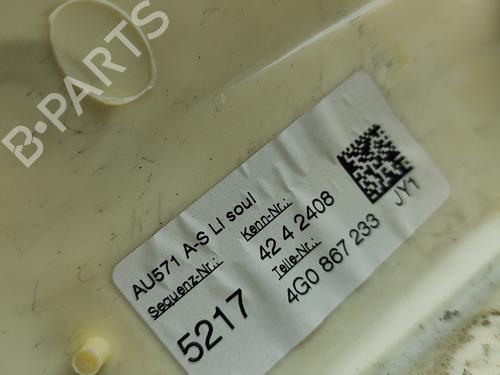 B-PARTS
AU571 A-S LI soul
Sequenz-Nr.: Kenn-Nr.:
5217 42 4 2408
Teile-Nr.:
4G0 867 233 JY1